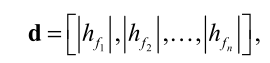 𝐝 = [|h_{f_1}|, |h_{f_2}|, …, |h_{f_n}|],